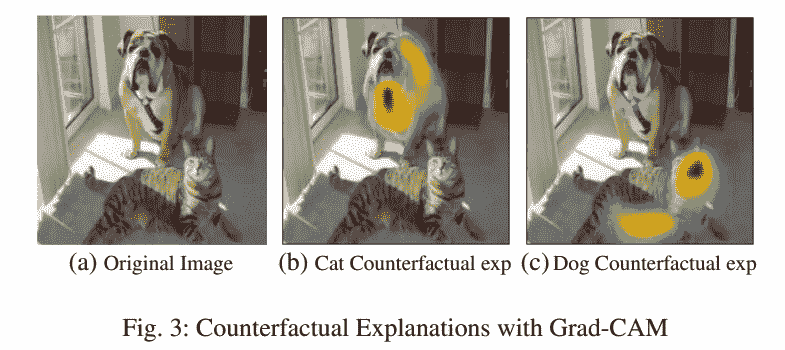 (a) Original Image
(b) Cat Counterfactual exp
(c) Dog Counterfactual exp
Fig. 3: Counterfactual Explanations with Grad-CAM